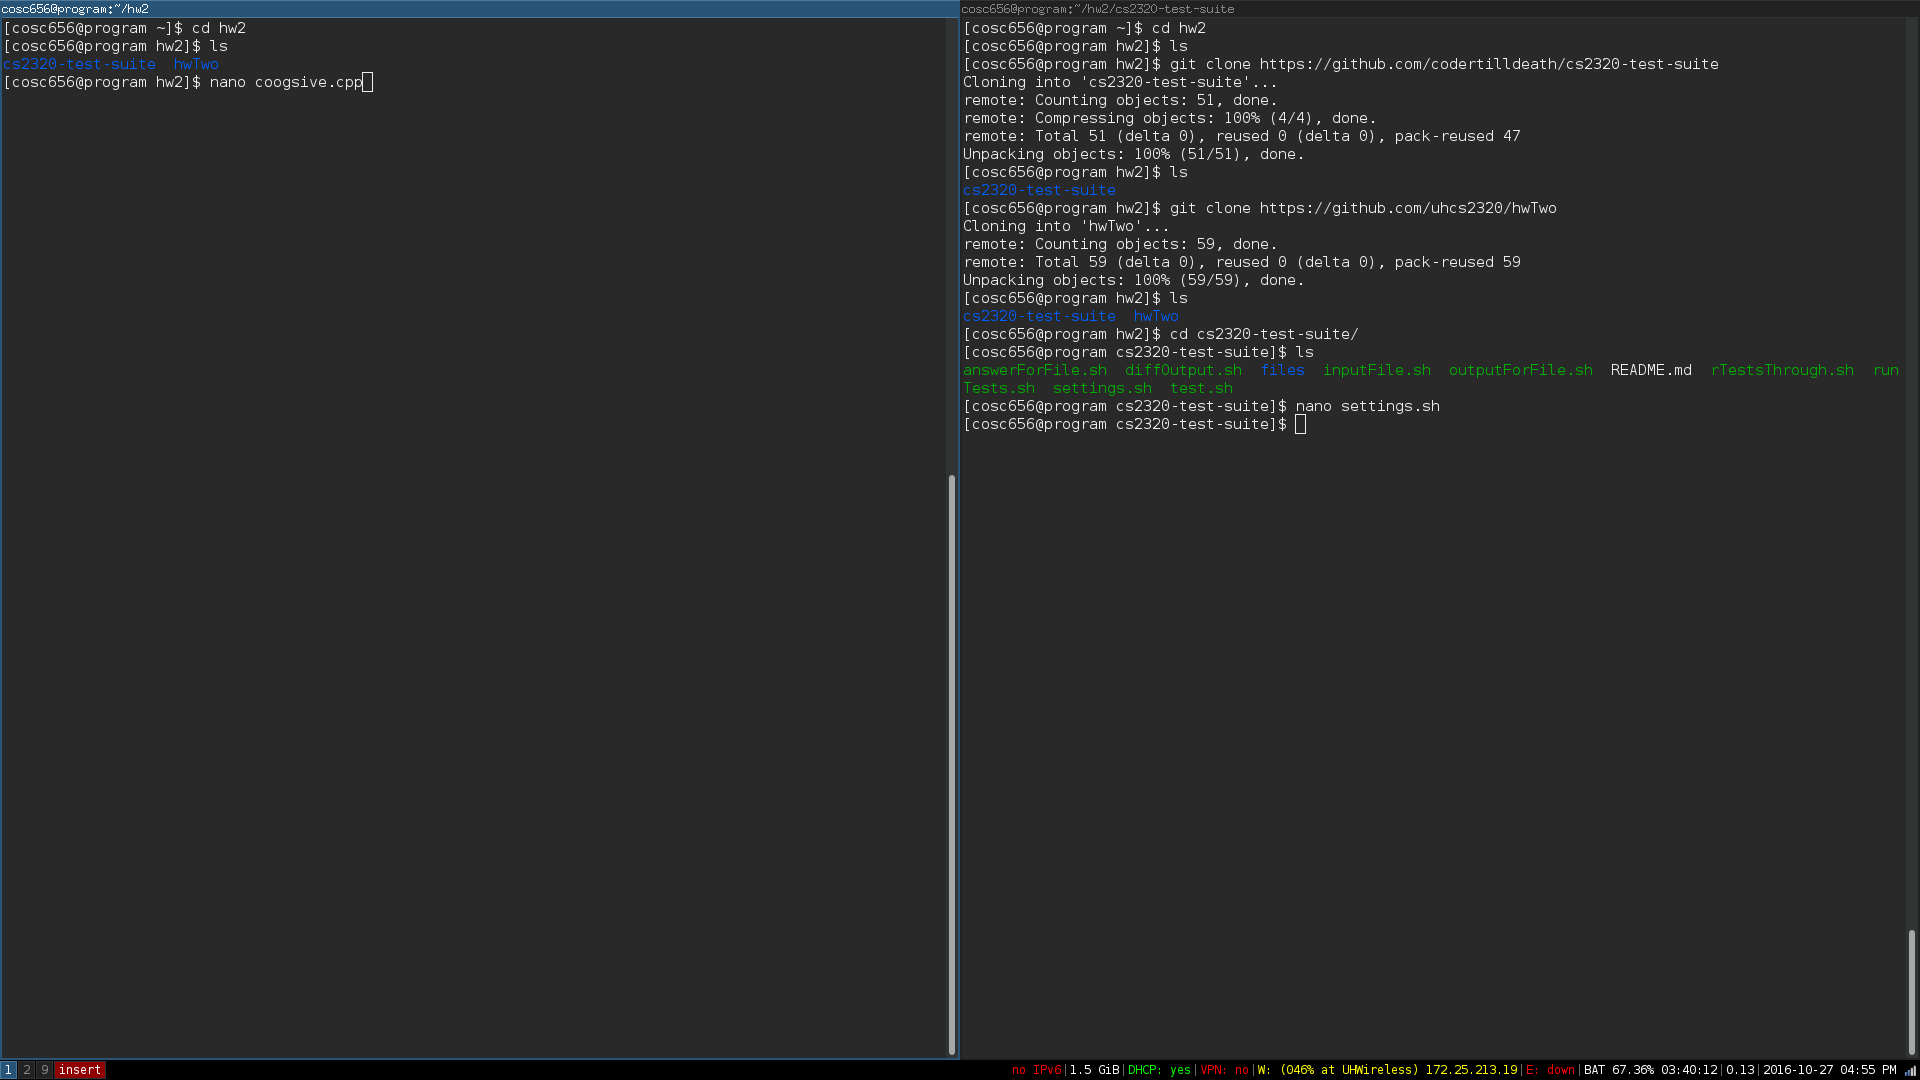 cosc656@program:~/hw2
[cosc656@program ~]$ cd hw2
[cosc656@program hw2]$ ls
cs2320-test-suite  hwTwo
[cosc656@program hw2]$ nano coogsive.cpp
cosc656@program:~/hw2/cs2320-test-suite
[cosc656@program ~]$ cd hw2
[cosc656@program hw2]$ ls
[cosc656@program hw2]$ git clone https://github.com/codertilldeath/cs2320-test-suite
Cloning into 'cs2320-test-suite'...
remote: Counting objects: 51, done.
remote: Compressing objects: 100% (4/4), done.
remote: Total 51 (delta 0), reused 0 (delta 0), pack-reused 47
Unpacking objects: 100% (51/51), done.
[cosc656@program hw2]$ ls
cs2320-test-suite
[cosc656@program hw2]$ git clone https://github.com/uhcs2320/hwTwo
Cloning into 'hwTwo'...
remote: Counting objects: 59, done.
remote: Total 59 (delta 0), reused 0 (delta 0), pack-reused 59
Unpacking objects: 100% (59/59), done.
[cosc656@program hw2]$ ls
cs2320-test-suite  hwTwo
[cosc656@program hw2]$ cd cs2320-test-suite/
[cosc656@program cs2320-test-suite]$ ls
answerForFile.sh  diffOutput.sh  files  inputFile.sh  outputForFile.sh  README.md  rTestsThrough.sh  run
Tests.sh  settings.sh  test.sh
[cosc656@program cs2320-test-suite]$ nano settings.sh
[cosc656@program cs2320-test-suite]$
1 2 9 insert
no IPv6|1.5 GiB|DHCP: yes|VPN: no|W: (046% at UHWireless) 172.25.213.19|E: down|BAT 67.36% 03:40:12|0.13|2016-10-27 04:55 PM